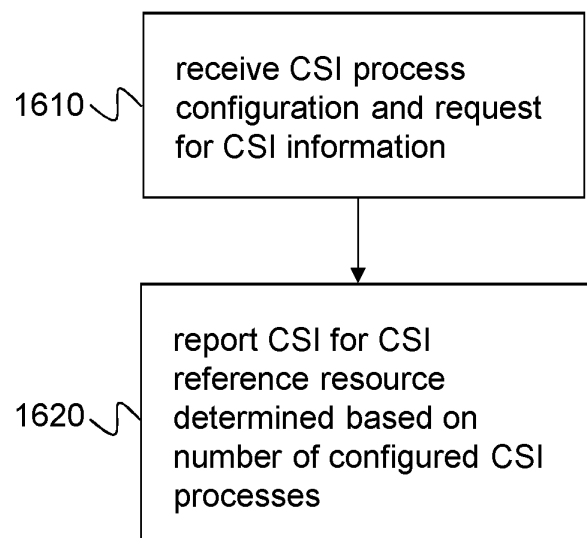 receive CSI process
1610
configuration and request
for CSI information
report CSI for CSI
reference resource
1620
determined based on
number of configured CSI
processes